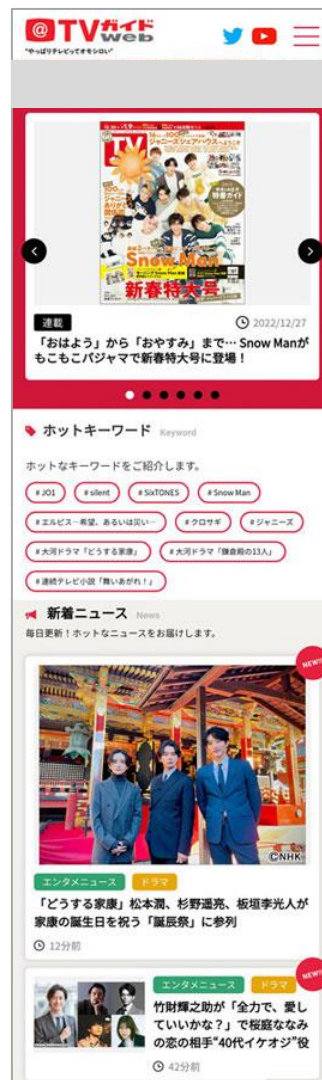 @TVガイドWeb
"やっぱりテレビってオモシロい"
TV
Snow Man
新春特大号
連載
2022/12/27
「おはよう」から「おやすみ」まで… Snow Manが
もこもこパジャマで新春特大号に登場！
ホットキーワード Keyword
ホットなキーワードをご紹介します。
# JO1 # silent # SixTONES # Snow Man
# エルピス—希望、あるいは災い— # クロサギ # ジャニーズ
# 大河ドラマ「どうする家康」 # 大河ドラマ「鎌倉殿の13人」
# 連続テレビ小説「舞いあがれ！」
新着ニュース News
毎日更新！ホットなニュースをお届けします。
NEW!!
©NHK
エンタメニュース ドラマ
「どうする家康」松本潤、杉野遥亮、板垣李光人が
家康の誕生日を祝う「誕辰祭」に参列
12分前
NEW!!
エンタメニュース ドラマ
竹財輝之助が「全力で、愛し
ていいかな？」で桜庭ななみ
の恋の相手“40代イケオジ”役
42分前